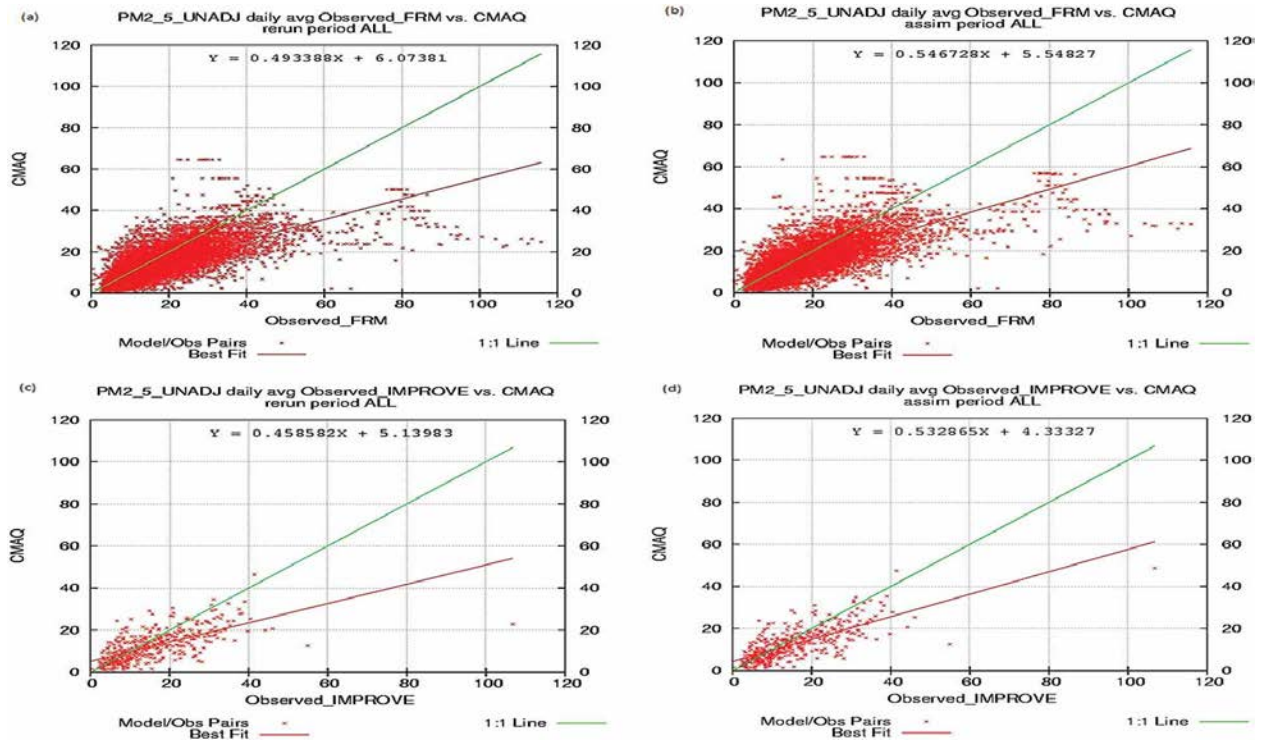 (a)
PM2_5_UNADJ daily avg Observed_FRM vs. CMAQ
rerun period ALL
Y = 0.493388X + 6.07381
120 100 80 60 40 20 0
CMAQ
120 100 80 60 40 20 0
0 20 40 60 80 100 120
Observed_FRM
Model/Obs Pairs
Best Fit
1:1 Line
(b)
PM2_5_UNADJ daily avg Observed_FRM vs. CMAQ
assim period ALL
Y = 0.546728X + 5.54827
120 100 80 60 40 20 0
CMAQ
120 100 80 60 40 20 0
0 20 40 60 80 100 120
Observed_FRM
Model/Obs Pairs
Best Fit
1:1 Line
(c)
PM2_5_UNADJ daily avg Observed_IMPROVE vs. CMAQ
rerun period ALL
Y = 0.458582X + 5.13983
120 100 80 60 40 20 0
CMAQ
120 100 80 60 40 20 0
0 20 40 60 80 100 120
Observed_IMPROVE
Model/Obs Pairs
Best Fit
1:1 Line
(d)
PM2_5_UNADJ daily avg Observed_IMPROVE vs. CMAQ
assim period ALL
Y = 0.532865X + 4.33327
120 100 80 60 40 20 0
CMAQ
120 100 80 60 40 20 0
0 20 40 60 80 100 120
Observed_IMPROVE
Model/Obs Pairs
Best Fit
1:1 Line